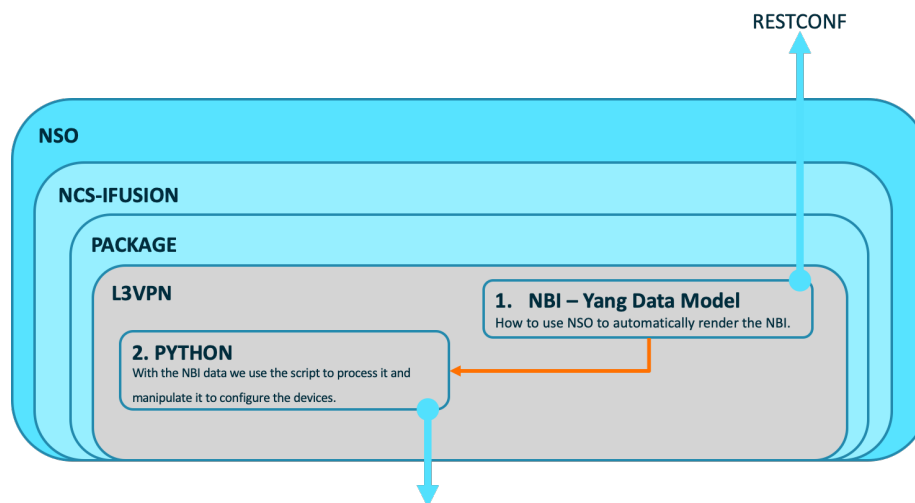 RESTCONF
NSO
NCS-IFUSION
PACKAGE
L3VPN
1. NBI – Yang Data Model
How to use NSO to automatically render the NBI.
2. PYTHON
With the NBI data we use the script to process it and
manipulate it to configure the devices.